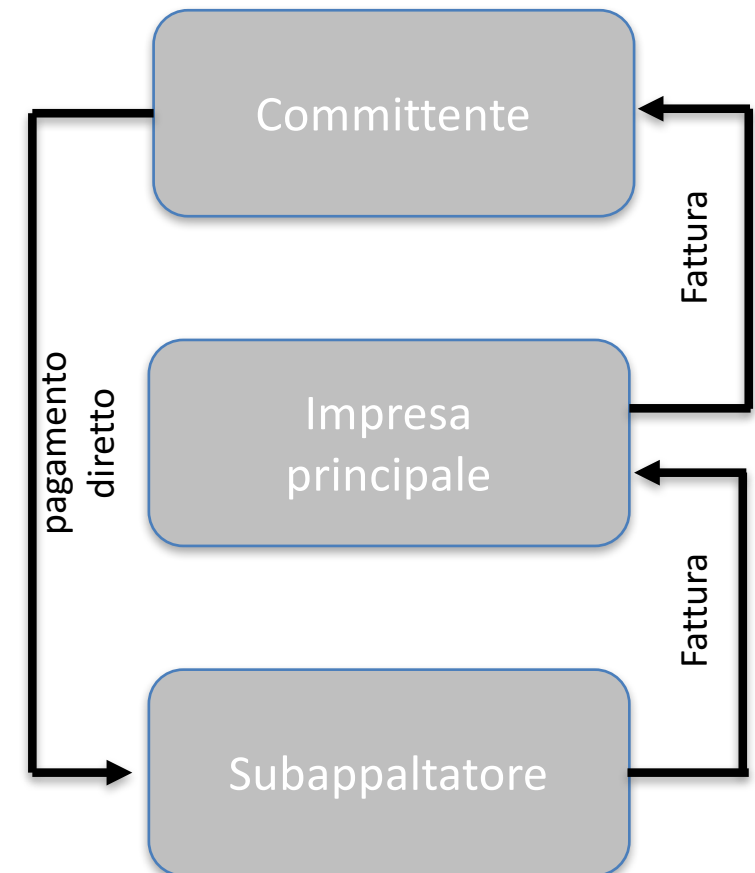 Committente
Fattura
Impresa
principale
pagamento
diretto
Fattura
Subappaltatore